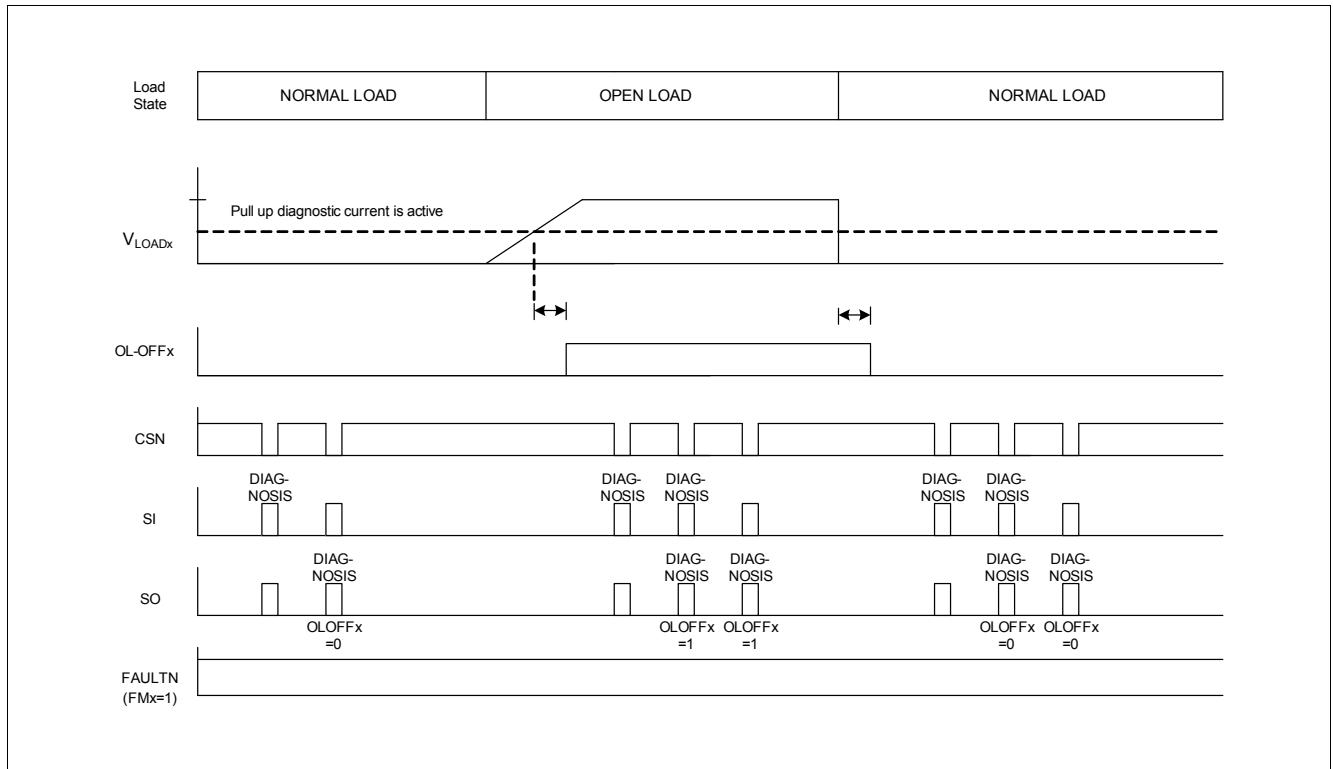 Load
State
NORMAL LOAD
OPEN LOAD
NORMAL LOAD
Pull up diagnostic current is active
VLOADx
OL-OFFx
CSN
DIAG-
NOSIS
DIAG-
NOSIS
DIAG-
NOSIS
DIAG-
NOSIS
DIAG-
NOSIS
SI
DIAG-
NOSIS
DIAG-
NOSIS
DIAG-
NOSIS
DIAG-
NOSIS
DIAG-
NOSIS
SO
OLOFFx
=0
OLOFFx
=1
OLOFFx
=1
OLOFFx
=0
OLOFFx
=0
FAULTN
(FMx=1)